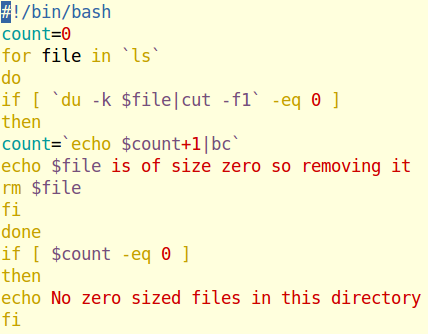 #!/bin/bash
count=0
for file in `ls`
do
if [ `du -k $file|cut -f1` -eq 0 ]
then
count=`echo $count+1|bc`
echo $file is of size zero so removing it
rm $file
fi
done
if [ $count -eq 0 ]
then
echo No zero sized files in this directory
fi